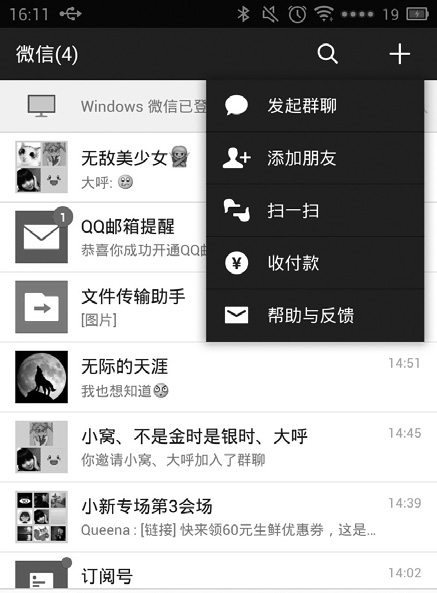 16:11 19
微信(4)
Windows 微信已登
发起群聊
添加朋友
扫一扫
收付款
帮助与反馈
无敌美少女
大呼:
1
QQ邮箱提醒
恭喜你成功开通QQ邮
文件传输助手
[图片]
无际的天涯 14:51
我也想知道
小窝、不是金时是银时、大呼 14:45
你邀请小窝、大呼加入了群聊
小新专场第3会场 14:39
Queena : [链接] 快来领60元生鲜优惠券，这是...
订阅号 14:02